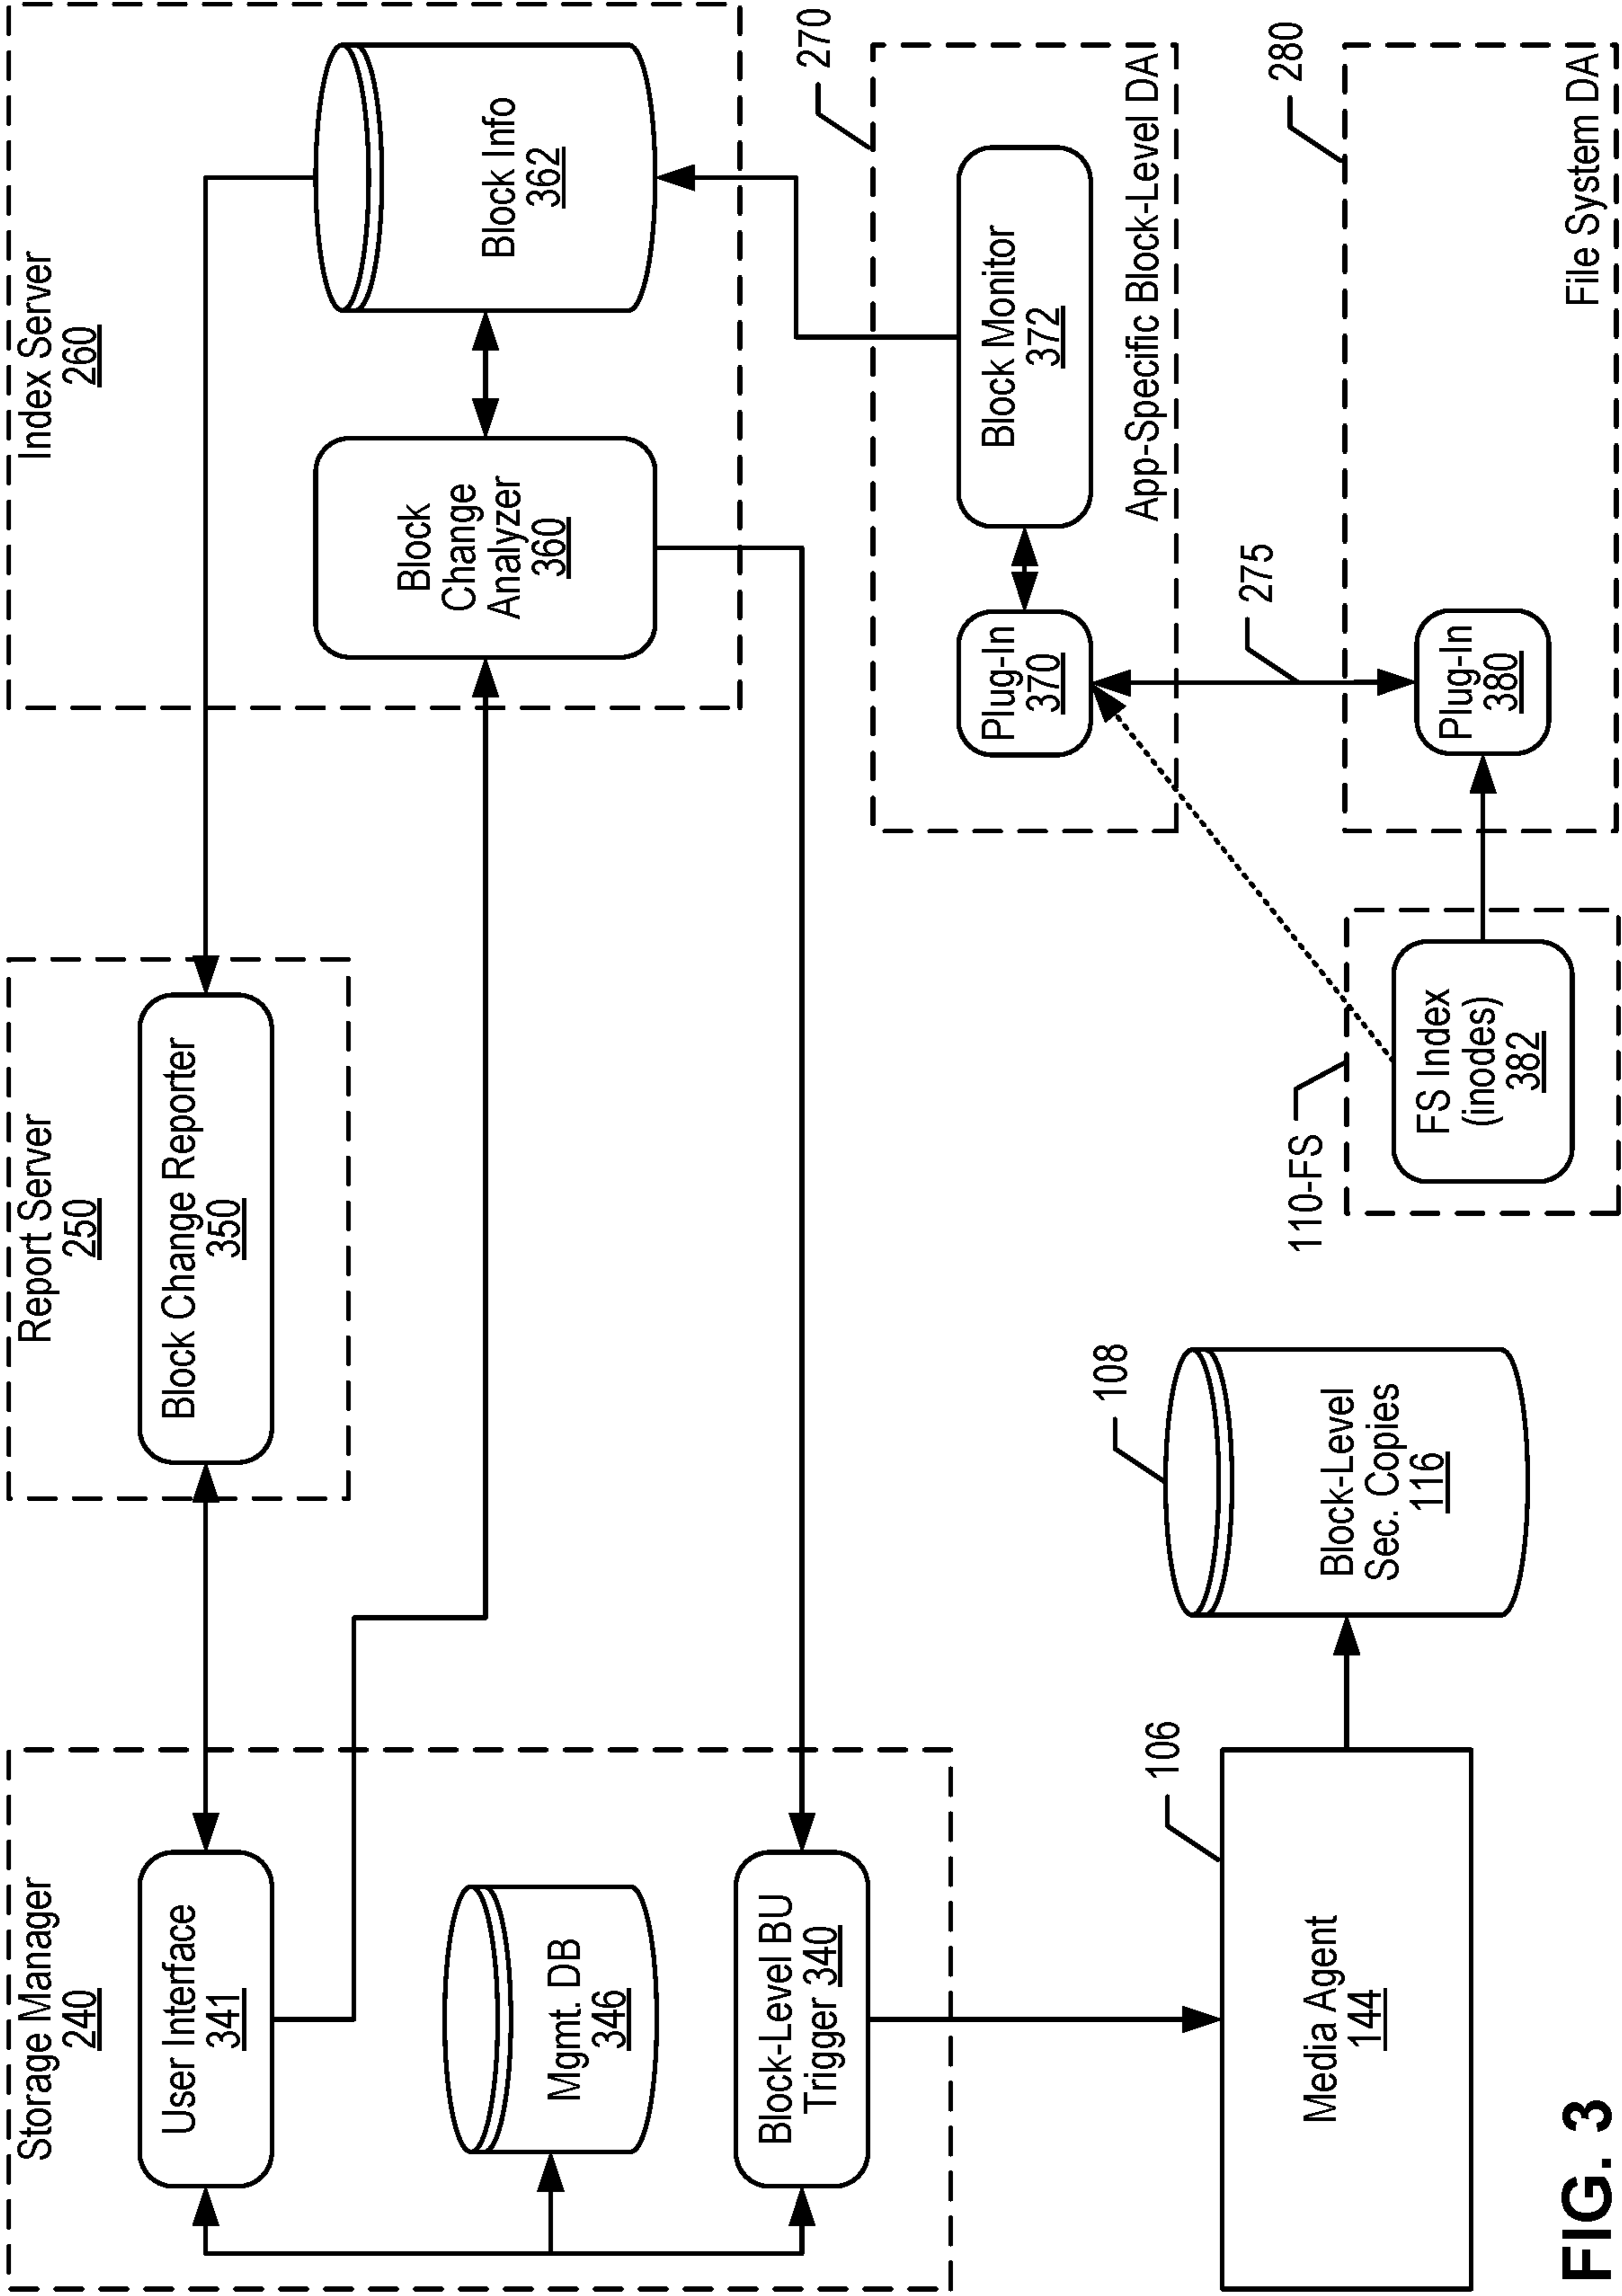 Storage Manager
240
User Interface
341
Mgmt. DB
346
Block-Level BU
Trigger 340
Report Server
250
Block Change Reporter
350
Index Server
260
Block
Change
Analyzer
360
Block Info
362
270
Plug-In
370
Block Monitor
372
App-Specific Block-Level DA
275
280
Plug-In
380
File System DA
110-FS
FS Index
(inodes)
382
106
Media Agent
144
108
Block-Level
Sec. Copies
116
FIG. 3